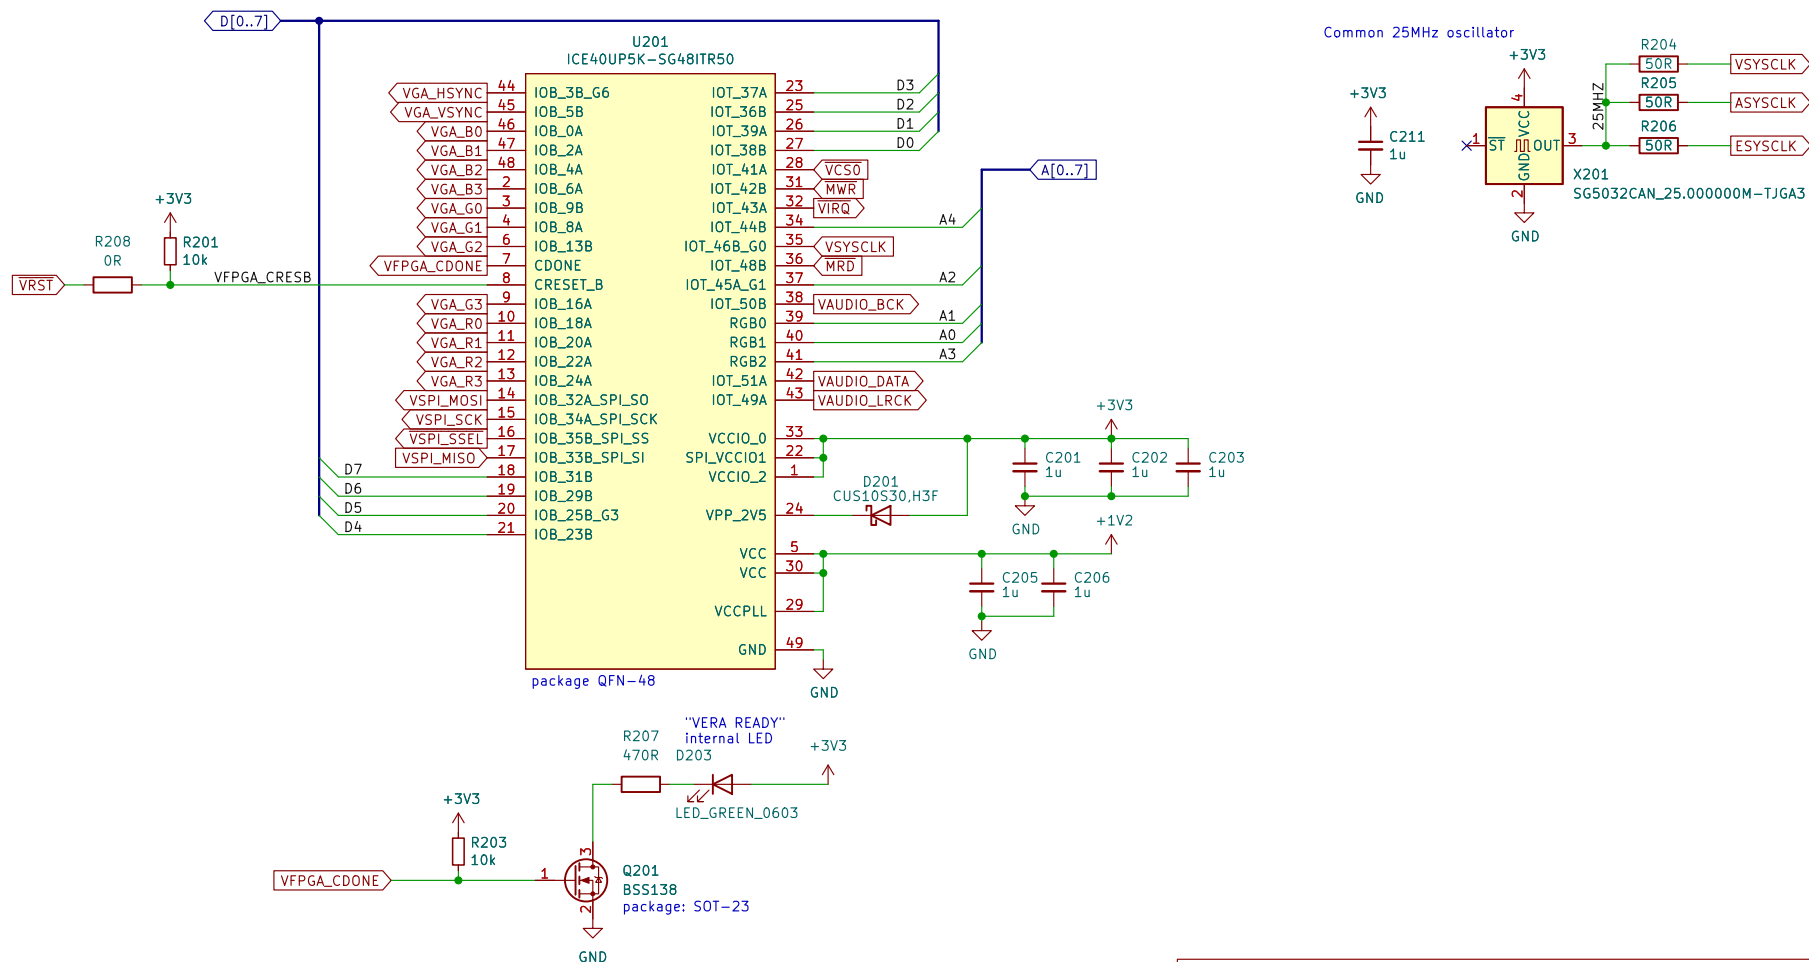 D[0..7]
U201
ICE40UP5K-SG48ITR50
VGA_HSYNC 44 IOB_3B_G6
VGA_VSYNC 45 IOB_5B
VGA_B0 46 IOB_0A
VGA_B1 47 IOB_2A
VGA_B2 48 IOB_4A
VGA_B3 2 IOB_6A
VGA_G0 3 IOB_9B
VGA_G1 4 IOB_8A
VGA_G2 6 IOB_13B
VFPGA_CDONE 7 CDONE
VRST
R208
0R
+3V3
R201
10k
VFPGA_CRESB 8 CRESET_B
VGA_G3 9 IOB_16A
VGA_R0 10 IOB_18A
VGA_R1 11 IOB_20A
VGA_R2 12 IOB_22A
VGA_R3 13 IOB_24A
VSPI_MOSI 14 IOB_32A_SPI_SO
VSPI_SCK 15 IOB_34A_SPI_SCK
VSPI_SSEL 16 IOB_35B_SPI_SS
VSPI_MISO 17 IOB_33B_SPI_SI
D7 18 IOB_31B
D6 19 IOB_29B
D5 20 IOB_25B_G3
D4 21 IOB_23B
IOT_37A 23 D3
IOT_36B 25 D2
IOT_39A 26 D1
IOT_38B 27 D0
IOT_41A 28 VCS0
IOT_42B 31 MWR
IOT_43A 32 VIRQ
IOT_44B 34 A4
IOT_46B_G0 35 VSYSCLK
IOT_48B 36 MRD
IOT_45A_G1 37 A2
IOT_50B 38 VAUDIO_BCK
RGB0 39 A1
RGB1 40 A0
RGB2 41 A3
IOT_51A 42 VAUDIO_DATA
IOT_49A 43 VAUDIO_LRCK
A[0..7]
VCCIO_0 33
SPI_VCCIO1 22
VCCIO_2 1
VPP_2V5 24
VCC 5
VCC 30
VCCPLL 29
GND 49
GND
package QFN-48
D201
CUS10S30,H3F
+3V3
C201
1u
C202
1u
C203
1u
GND
+1V2
C205
1u
C206
1u
GND
Common 25MHz oscillator
+3V3
C211
1u
GND
+3V3
4
VCC
1 ST
OUT 3
GND
2
GND
X201
SG5032CAN_25.000000M-TJGA3
25MHZ
R204
50R
VSYSCLK
R205
50R
ASYSCLK
R206
50R
ESYSCLK
"VERA READY"
internal LED
R207
470R
D203
LED_GREEN_0603
+3V3
+3V3
R203
10k
VFPGA_CDONE
1
3
2
Q201
BSS138
package: SOT-23
GND